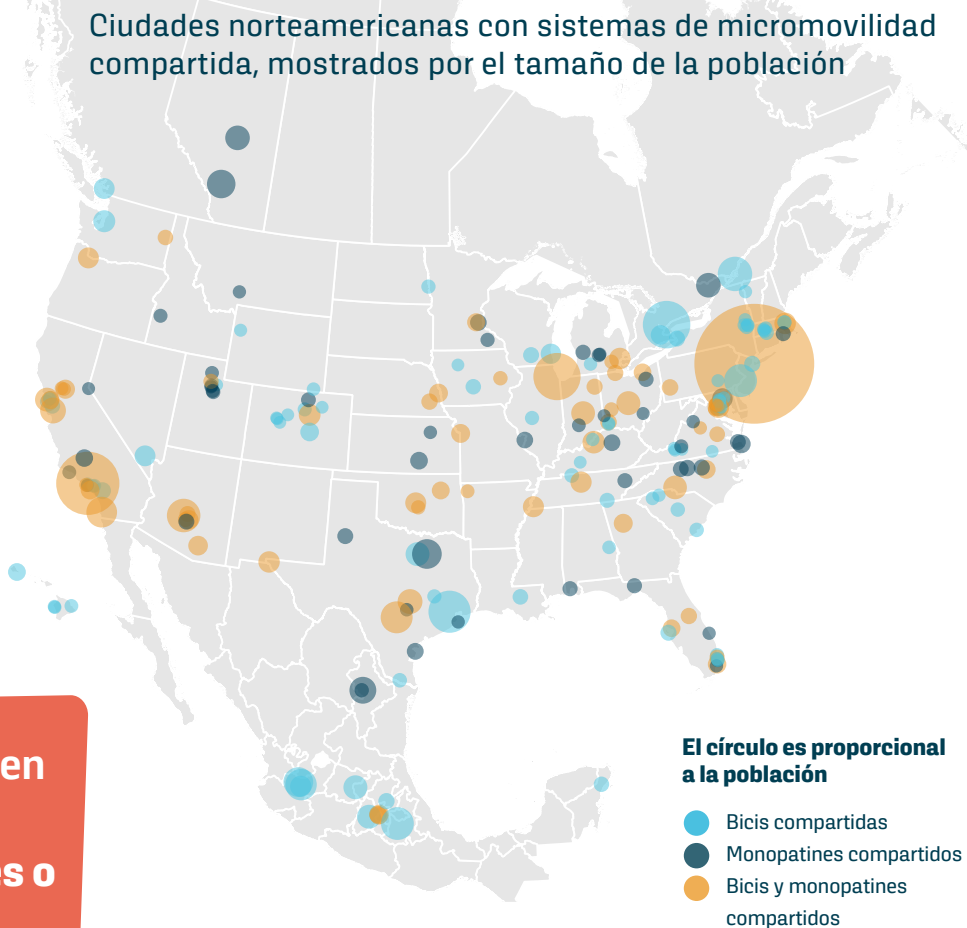 Ciudades norteamericanas con sistemas de micromovilidad
compartida, mostrados por el tamaño de la población
en
s o
El círculo es proporcional
a la población
Bicis compartidas
Monopatines compartidos
Bicis y monopatines
compartidos